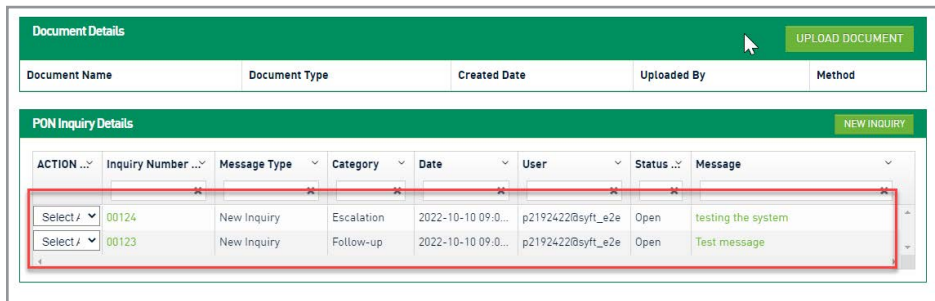 Document Details
UPLOAD DOCUMENT
Document Name Document Type Created Date Uploaded By Method
PON Inquiry Details
NEW INQUIRY
ACTION ... Inquiry Number ... Message Type Category Date User Status ... Message
Select 00124 New Inquiry Escalation 2022-10-10 09:0... p2192422@syft_e2e Open testing the system
Select 00123 New Inquiry Follow-up 2022-10-10 09:0... p2192422@syft_e2e Open Test message